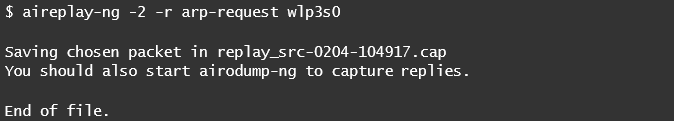 $ aireplay-ng -2 -r arp-request wlp3s0
Saving chosen packet in replay_src-0204-104917.cap
You should also start airodump-ng to capture replies.
End of file.